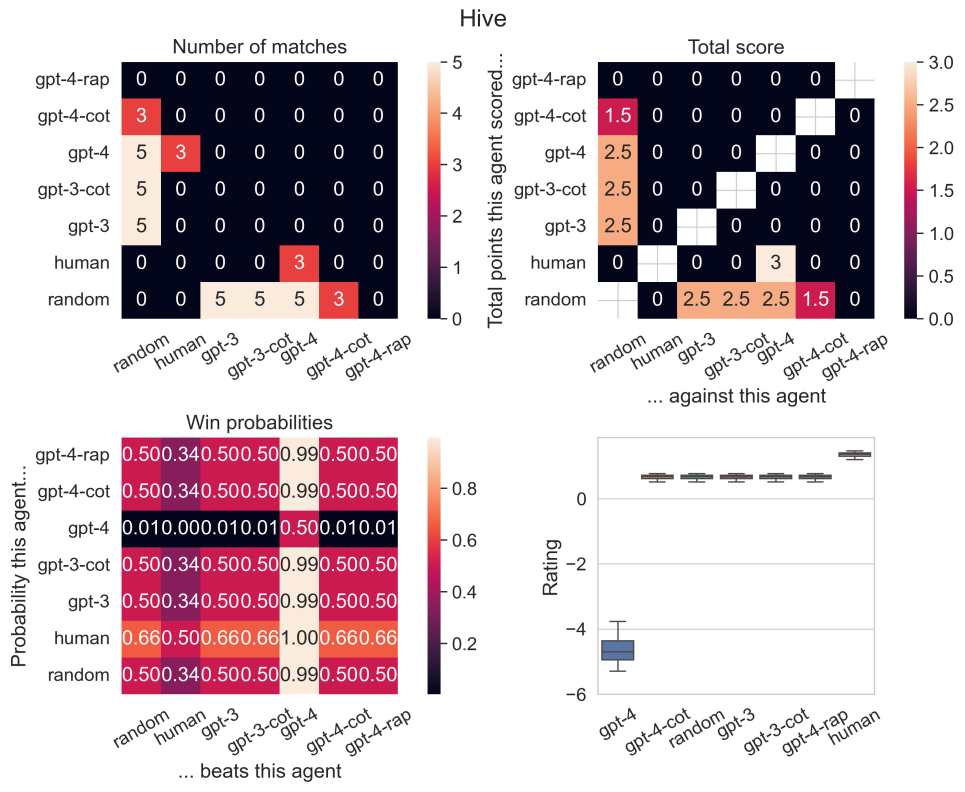 Hive
Number of matches
gpt-4-rap 0 0 0 0 0 0 0
gpt-4-cot 3 0 0 0 0 0 0
gpt-4 5 3 0 0 0 0 0
gpt-3-cot 5 0 0 0 0 0 0
gpt-3 5 0 0 0 0 0 0
human 0 0 0 0 3 0 0
random 0 0 5 5 5 3 0
random human gpt-3 gpt-3-cot gpt-4 gpt-4-cot gpt-4-rap
5
4
3
2
1
0
Total score
Total points this agent scored...
gpt-4-rap 0 0 0 0 0 0
gpt-4-cot 1.5 0 0 0 0 0
gpt-4 2.5 0 0 0 0 0
gpt-3-cot 2.5 0 0 0 0 0
gpt-3 2.5 0 0 0 0 0
human 0 0 0 3 0 0
random 0 2.5 2.5 2.5 1.5 0
random human gpt-3 gpt-3-cot gpt-4 gpt-4-cot gpt-4-rap
... against this agent
3.0
2.5
2.0
1.5
1.0
0.5
0.0
Win probabilities
Probability this agent...
gpt-4-rap 0.50 0.34 0.50 0.50 0.99 0.50 0.50
gpt-4-cot 0.50 0.34 0.50 0.50 0.99 0.50 0.50
gpt-4 0.01 0.00 0.01 0.01 0.50 0.01 0.01
gpt-3-cot 0.50 0.34 0.50 0.50 0.99 0.50 0.50
gpt-3 0.50 0.34 0.50 0.50 0.99 0.50 0.50
human 0.66 0.50 0.66 0.66 1.00 0.66 0.66
random 0.50 0.34 0.50 0.50 0.99 0.50 0.50
random human gpt-3 gpt-3-cot gpt-4 gpt-4-cot gpt-4-rap
... beats this agent
0.8
0.6
0.4
0.2
Rating
0
−2
−4
−6
gpt-4 gpt-4-cot random gpt-3 gpt-3-cot gpt-4-rap human